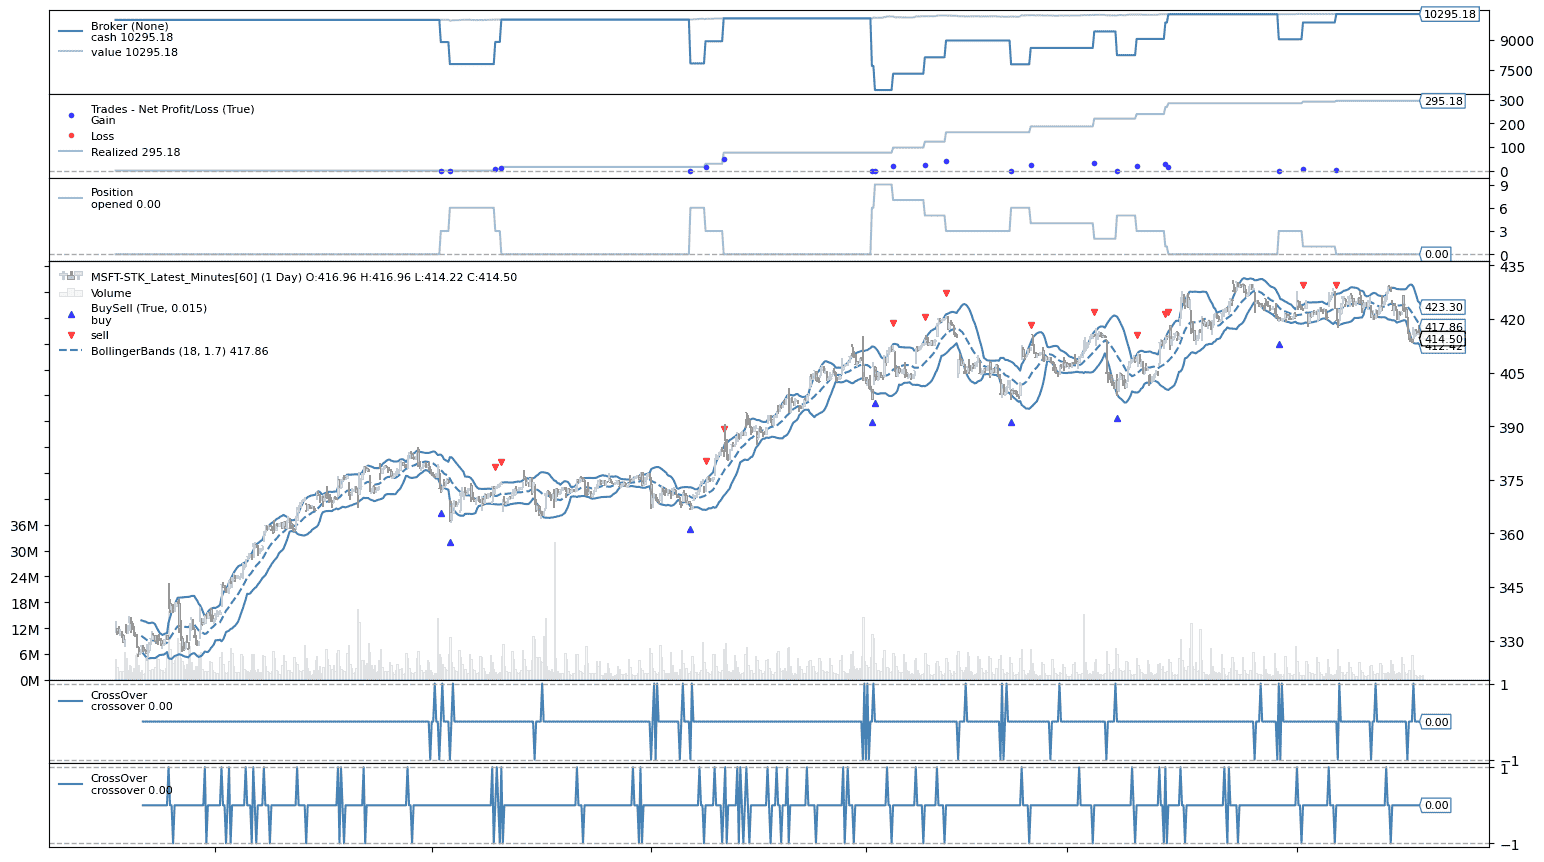 Broker (None)
cash 10295.18
value 10295.18
10295.18
9000
7500
Trades - Net Profit/Loss (True)
Gain
Loss
Realized 295.18
295.18
300
200
100
0
Position
opened 0.00
9
6
3
0
0.00
MSFT-STK_Latest_Minutes[60] (1 Day) O:416.96 H:416.96 L:414.22 C:414.50
Volume
BuySell (True, 0.015)
buy
sell
BollingerBands (18, 1.7) 417.86
435
420
405
390
375
360
345
330
423.30
417.86
414.50
412.42
36M
30M
24M
18M
12M
6M
0M
CrossOver
crossover 0.00
1
0.00
−1
CrossOver
crossover 0.00
1
0.00
−1